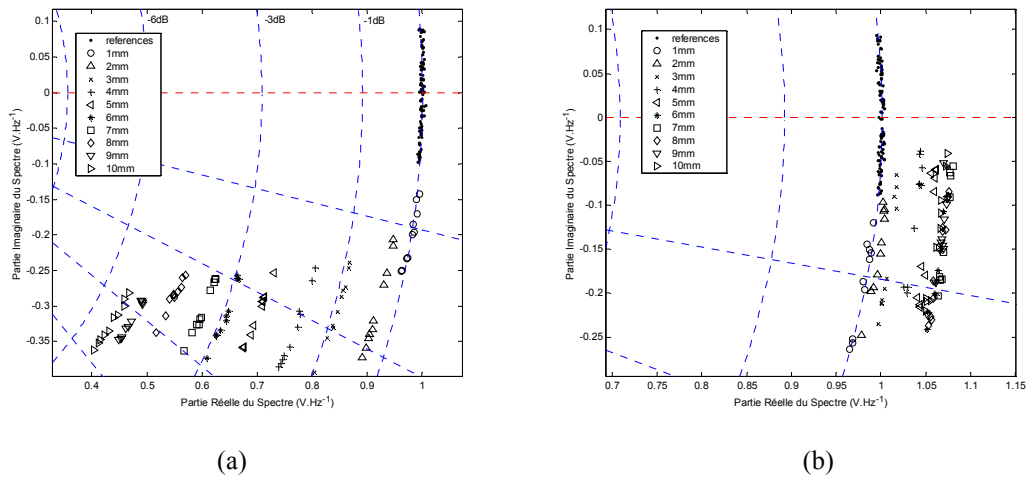 -6dB
-3dB
-1dB
0.1
0.05
0
-0.05
-0.1
-0.15
-0.2
-0.25
-0.3
-0.35
Partie Imaginaire du Spectre (V.Hz-1)
references
1mm
2mm
3mm
4mm
5mm
6mm
7mm
8mm
9mm
10mm
0.4 0.5 0.6 0.7 0.8 0.9 1
Partie Réelle du Spectre (V.Hz-1)
(a)
0.1
0.05
0
-0.05
-0.1
-0.15
-0.2
-0.25
Partie Imaginaire du Spectre (V.Hz-1)
references
1mm
2mm
3mm
4mm
5mm
6mm
7mm
8mm
9mm
10mm
0.7 0.75 0.8 0.85 0.9 0.95 1 1.05 1.1 1.15
Partie Réelle du Spectre (V.Hz-1)
(b)